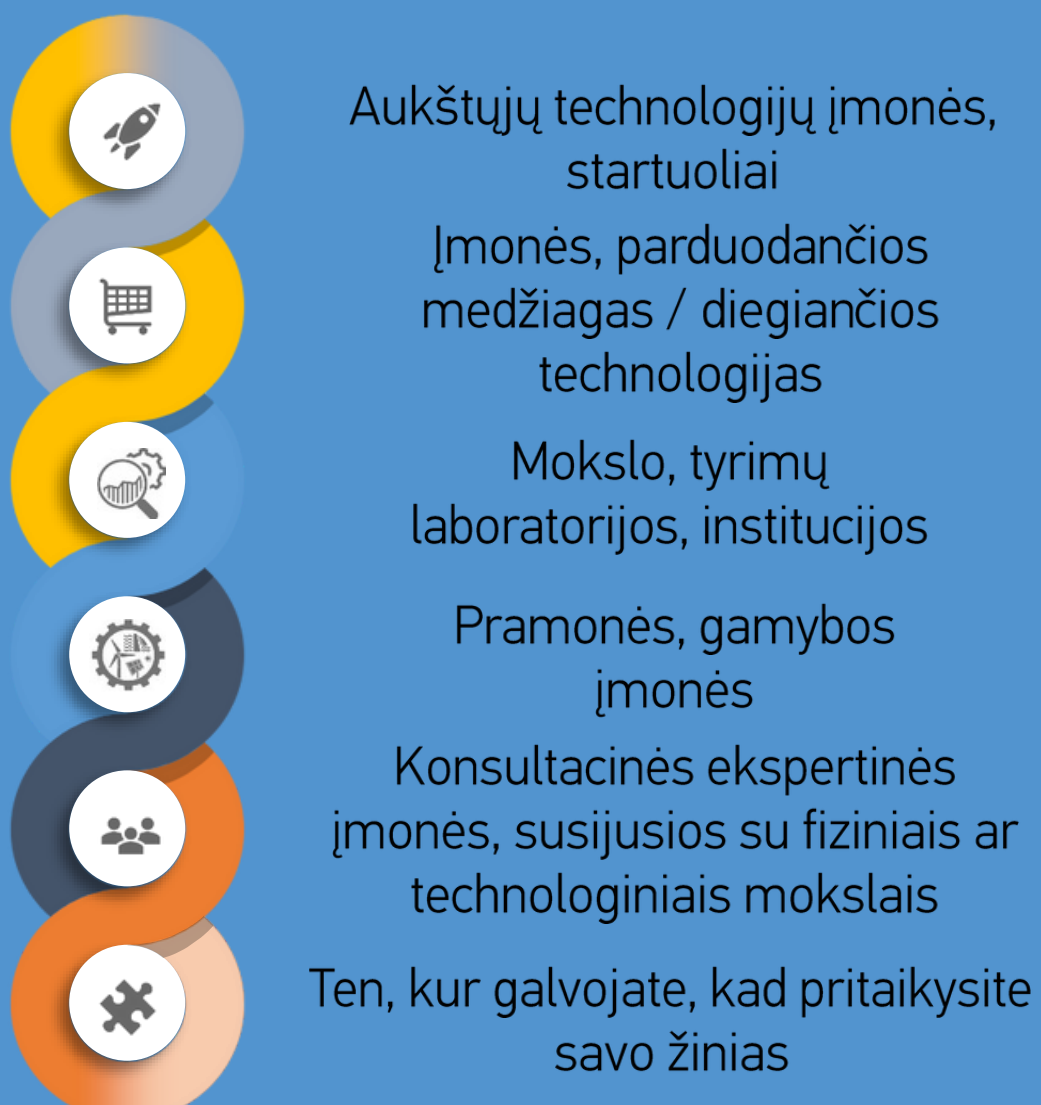 Aukštųjų technologijų įmonės,
startuoliai
Įmonės, parduodančios
medžiagas / diegiančios
technologijas
Mokslo, tyrimų
laboratorijos, institucijos
Pramonės, gamybos
įmonės
Konsultacinės ekspertinės
įmonės, susijusios su fiziniais ar
technologiniais mokslais
Ten, kur galvojate, kad pritaikysite
savo žinias